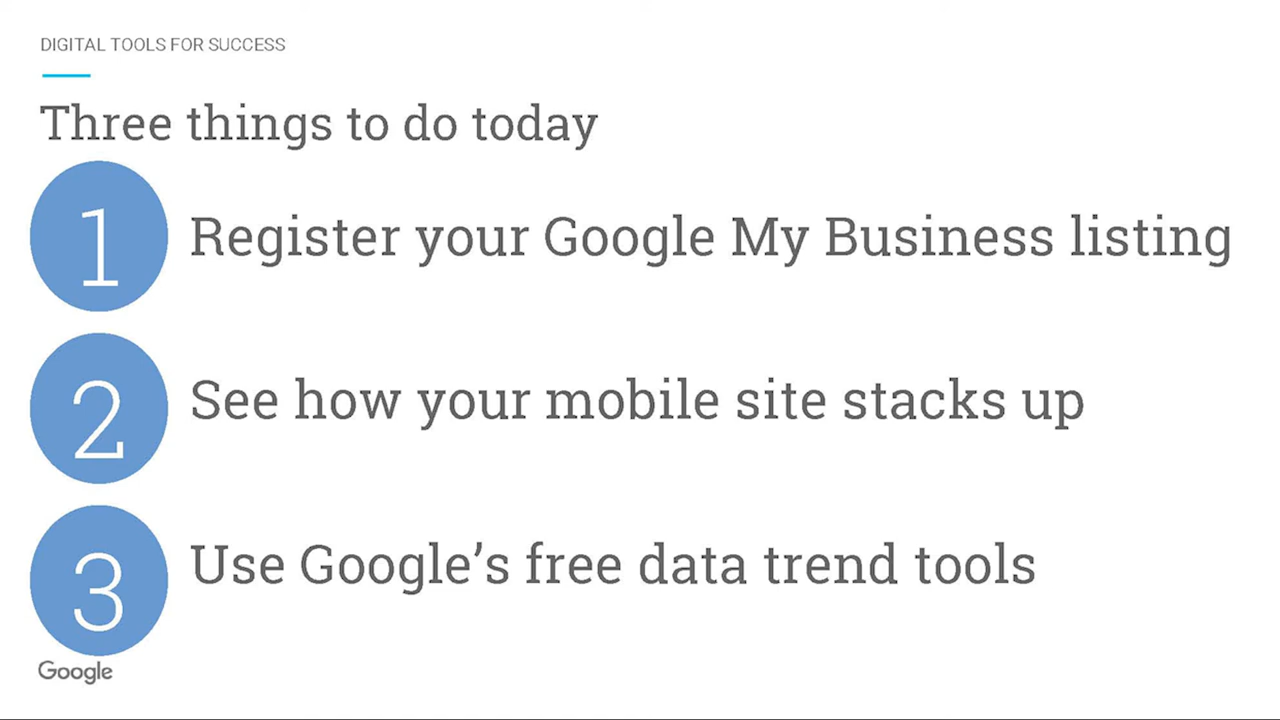 DIGITAL TOOLS FOR SUCCESS
Three things to do today
1
Register your Google My Business listing
2
See how your mobile site stacks up
3
Use Google’s free data trend tools
Google